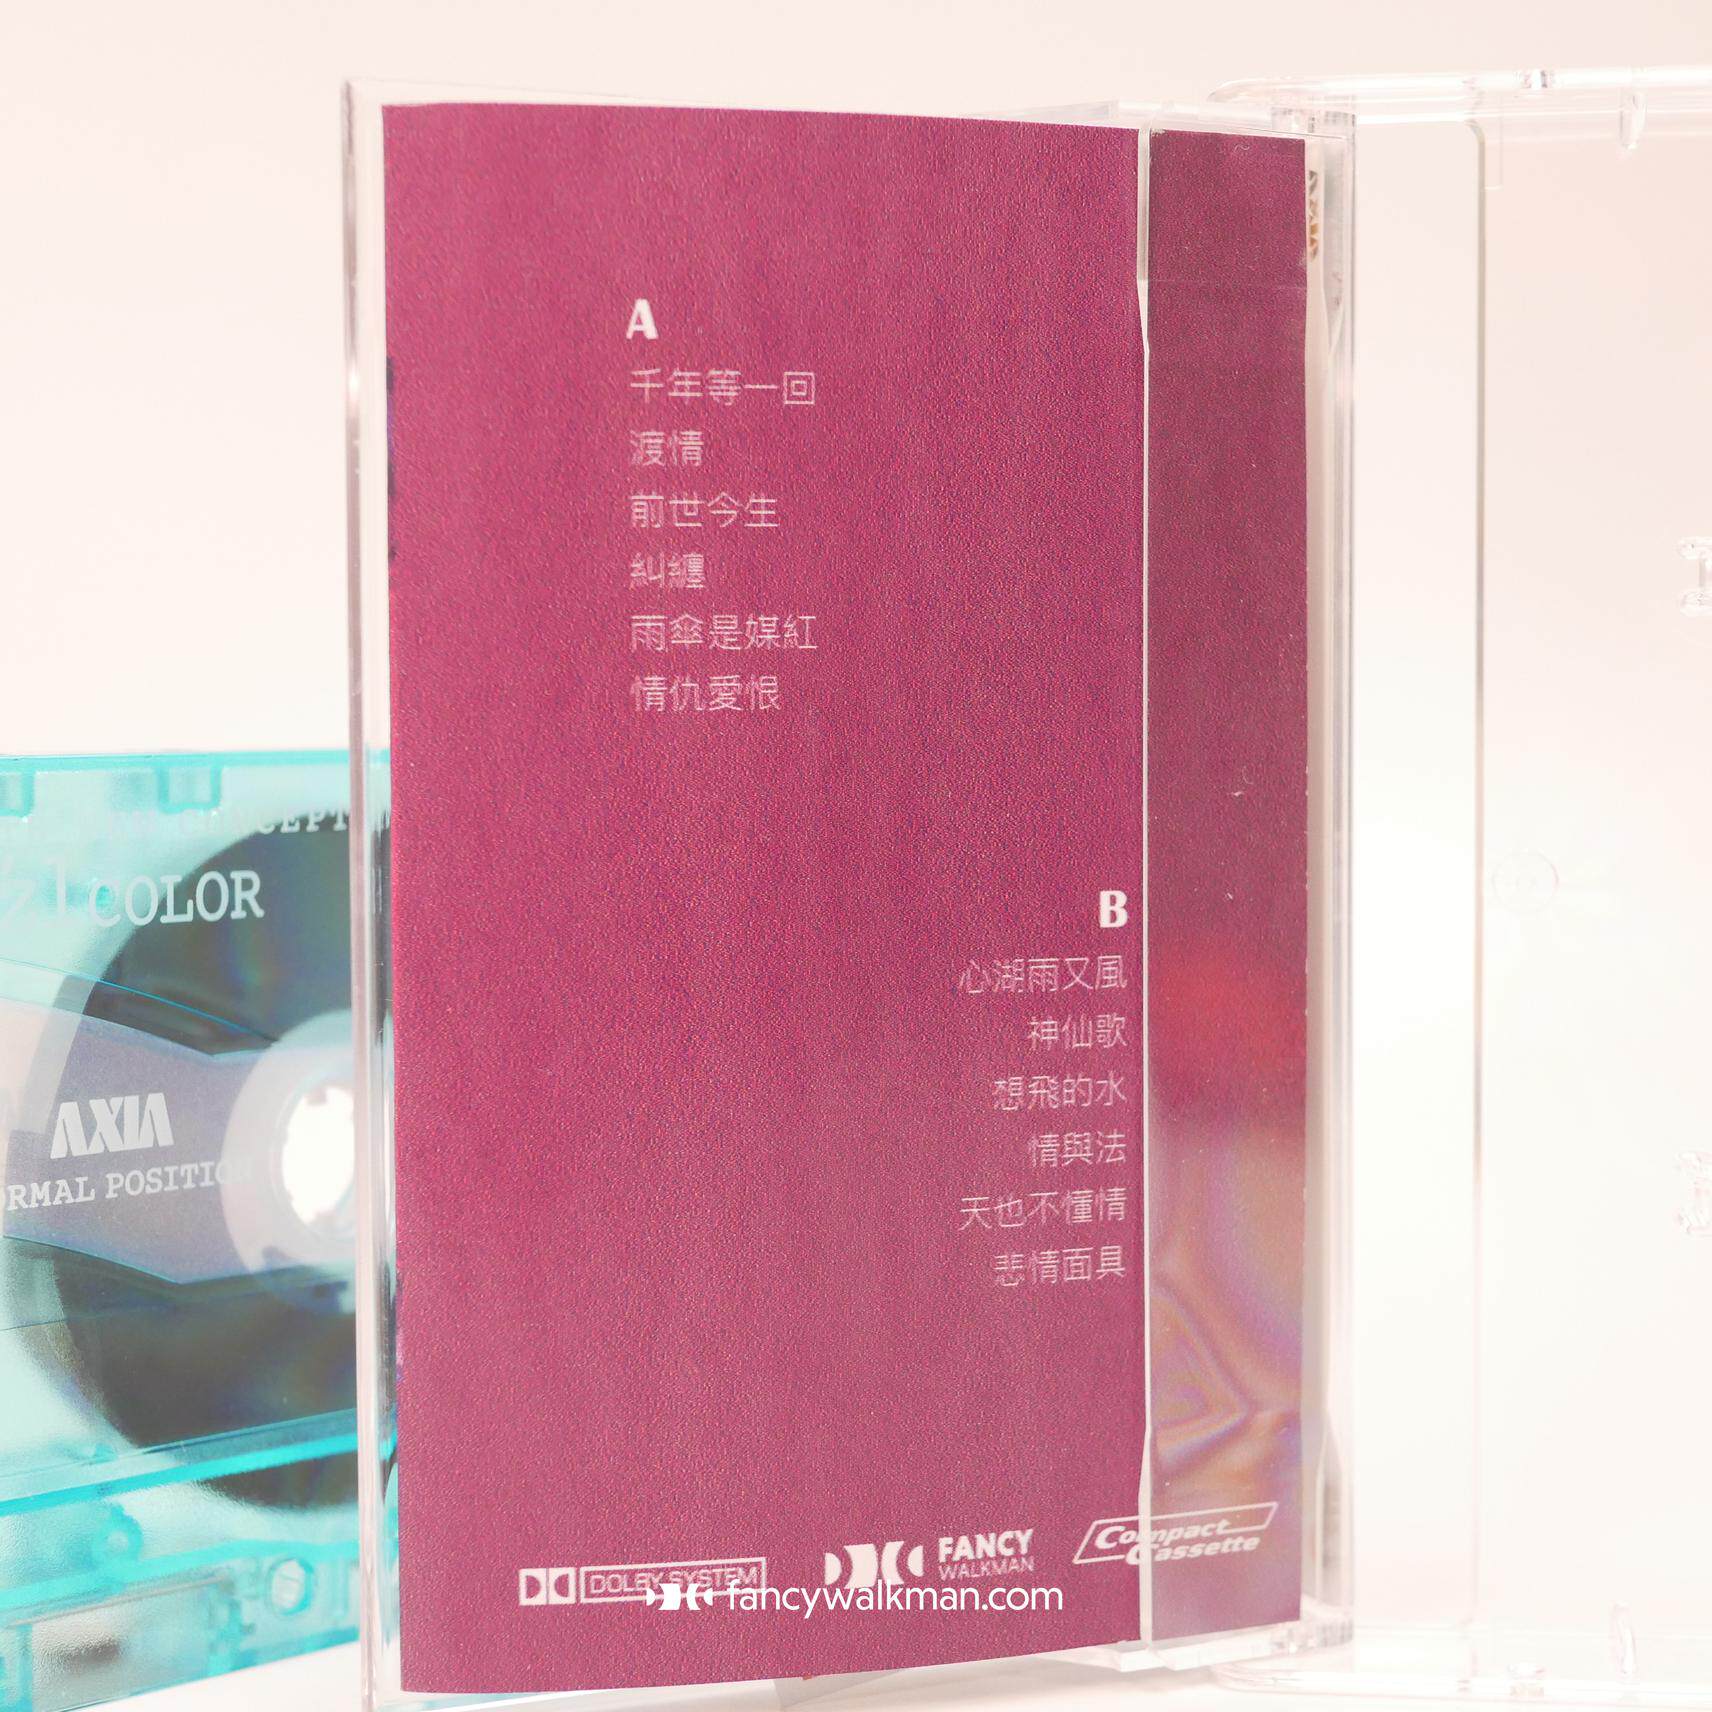 A
千年等一回
渡情
前世今生
糾纏
雨傘是媒紅
情仇愛恨
B
心湖雨又風
神仙歌
想飛的水
情與法
天也不懂情
悲情面具
COLOR
AXIA
POSITION
DOLBY SYSTEM
FANCY
WALKMAN
Compact
Cassette
fancywalkman.com